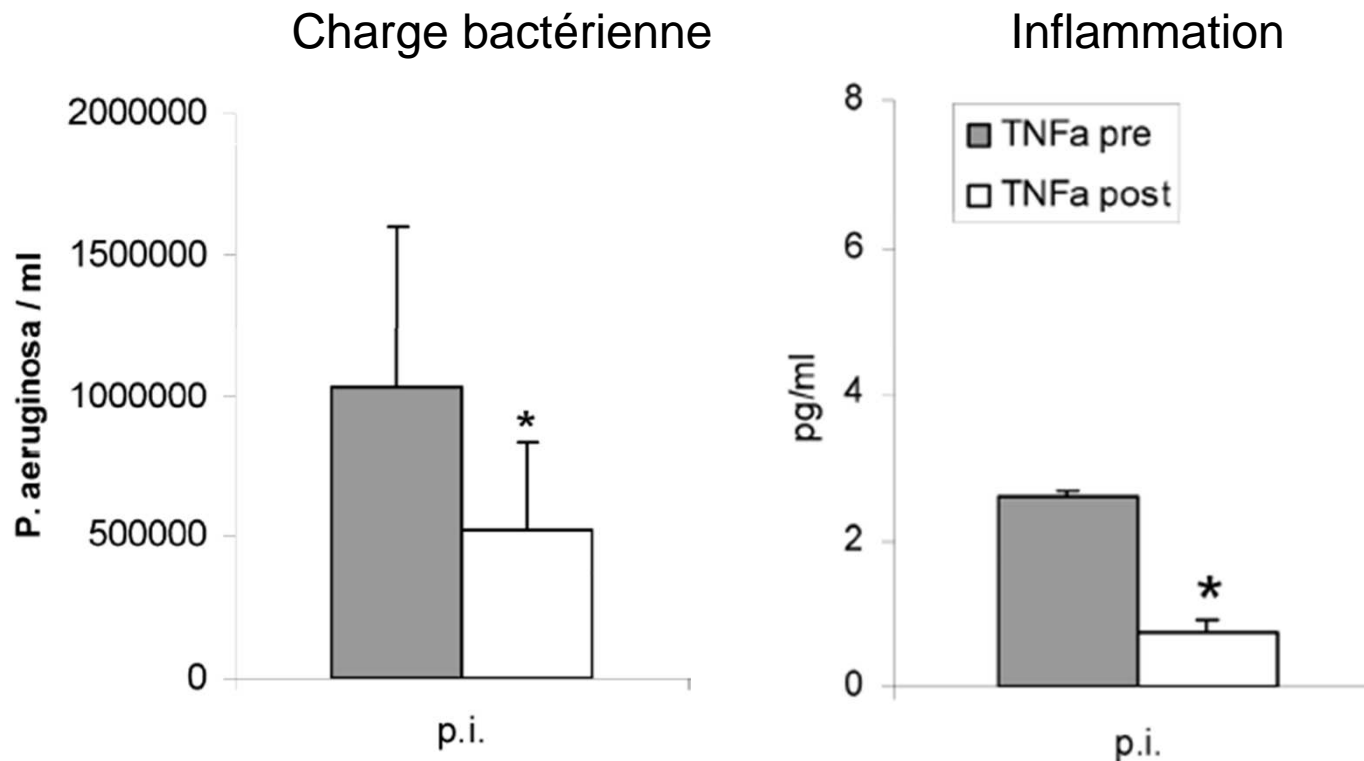 Charge bactérienne
P. aeruginosa / ml
2000000
1500000
1000000
500000
0
*
p.i.
Inflammation
pg/ml
8
6
4
2
0
TNFa pre
TNFa post
*
p.i.